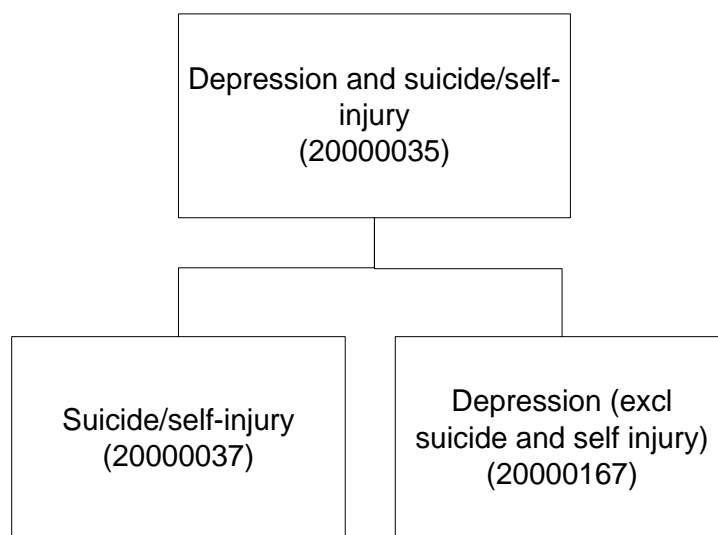 Depression and suicide/self-
injury
(20000035)
Suicide/self-injury
(20000037)
Depression (excl
suicide and self injury)
(20000167)